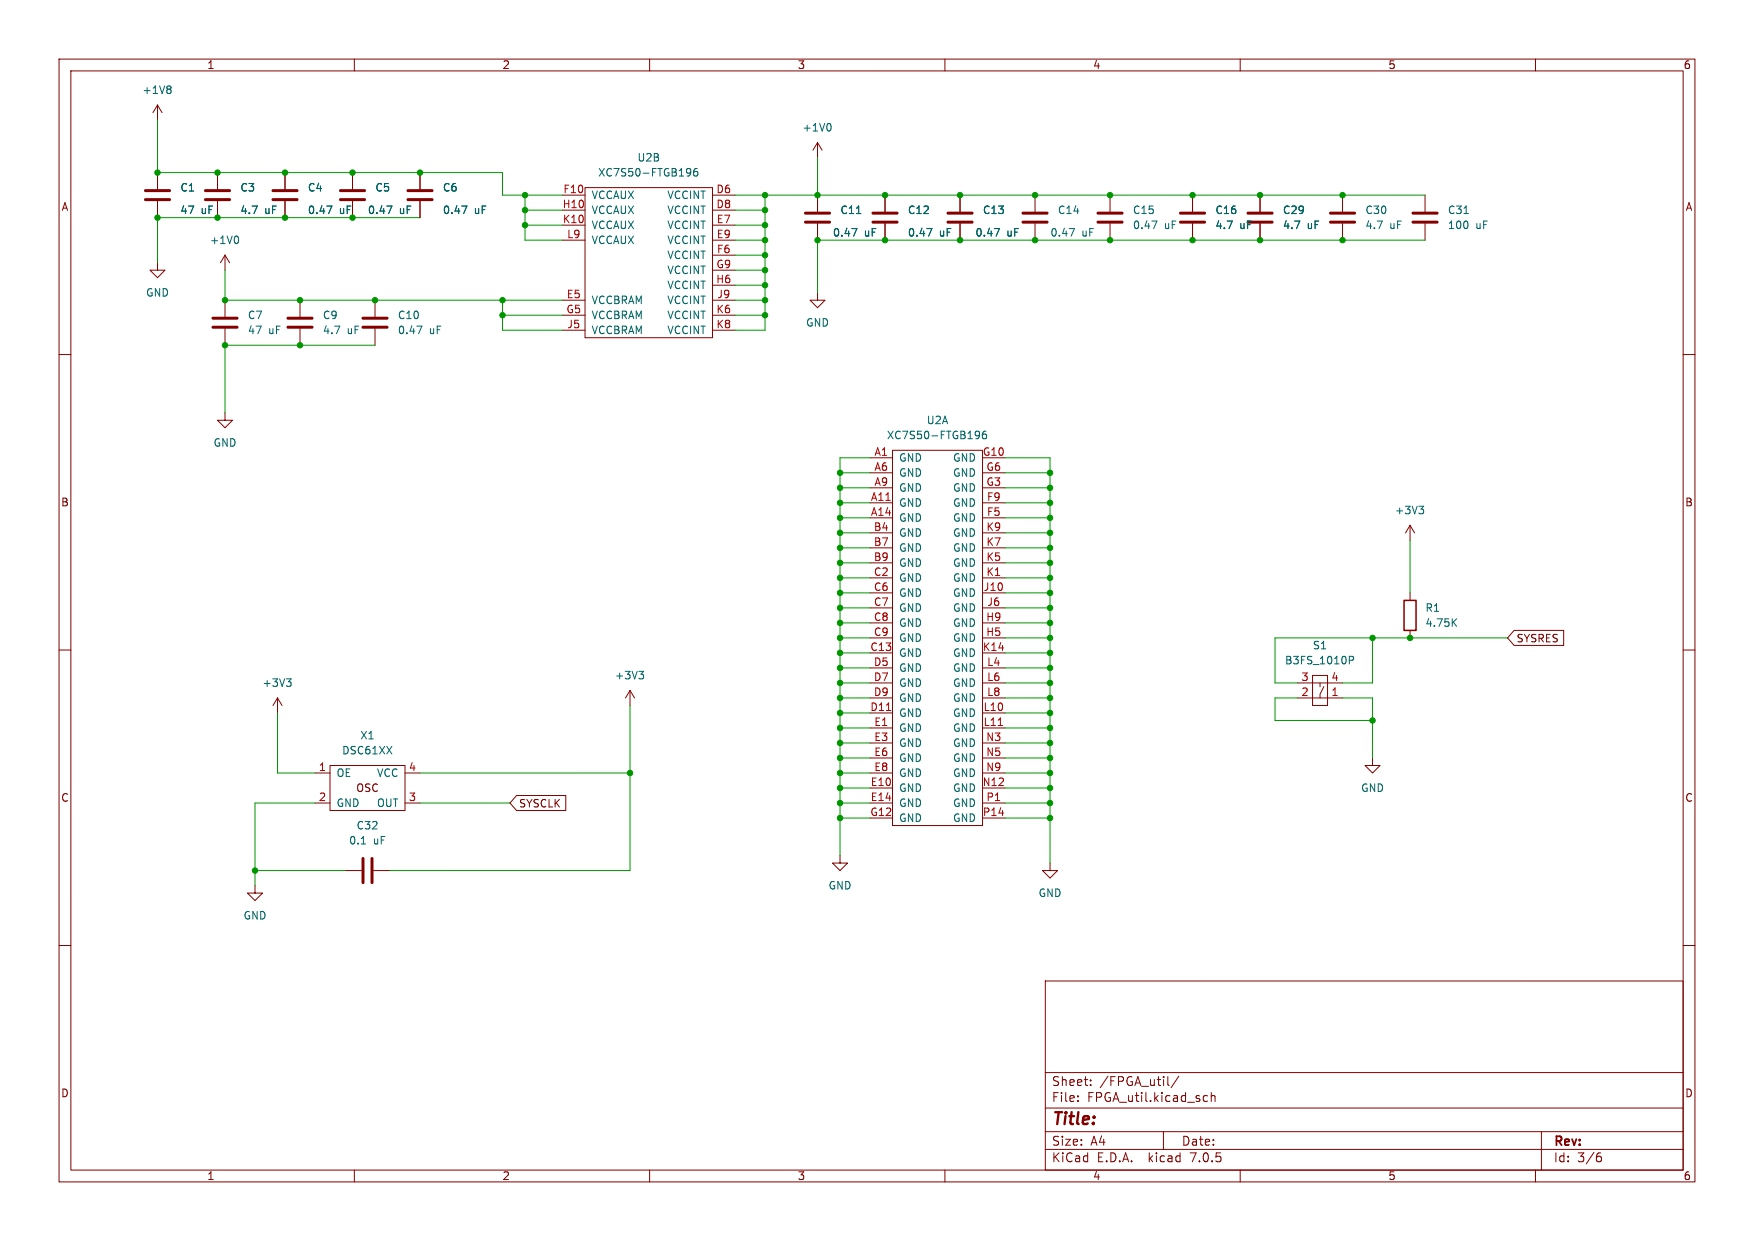 1 2 3 4 5 6
+1V8
+1V0
U2B
XC7S50-FTGB196
A A
C1 C3 C4 C5 C6
47 uF 4.7 uF 0.47 uF 0.47 uF 0.47 uF
F10 VCCAUX VCCINT D6
H10 VCCAUX VCCINT D8
K10 VCCAUX VCCINT E7
L9 VCCAUX VCCINT E9
VCCINT F6
VCCINT G9
VCCINT H6
E5 VCCBRAM VCCINT J9
G5 VCCBRAM VCCINT K6
J5 VCCBRAM VCCINT K8
C11 C12 C13 C14 C15 C16 C29 C30 C31
0.47 uF 0.47 uF 0.47 uF 0.47 uF 0.47 uF 4.7 uF 4.7 uF 4.7 uF 100 uF
+1V0
GND
GND
C7 C9 C10
47 uF 4.7 uF 0.47 uF
GND
U2A
XC7S50-FTGB196
A1 GND GND G10
A6 GND GND G6
A9 GND GND G3
A11 GND GND F9
A14 GND GND F5
B4 GND GND K9
B7 GND GND K7
B9 GND GND K5
C2 GND GND K1
C6 GND GND J10
C7 GND GND J6
C8 GND GND H9
C9 GND GND H5
C13 GND GND K14
D5 GND GND L4
D7 GND GND L6
D9 GND GND L8
D11 GND GND L10
E1 GND GND L11
E3 GND GND N3
E6 GND GND N5
E8 GND GND N9
E10 GND GND N12
E14 GND GND P1
G12 GND GND P14
GND
GND
B B
+3V3
R1
4.75K
SYSRES
S1
B3FS_1010P
3 4
2 1
GND
+3V3
+3V3
X1
DSC61XX
1 OE VCC 4
OSC
2 GND OUT 3
SYSCLK
C32
0.1 uF
GND
C C
D D
Sheet: /FPGA_util/
File: FPGA_util.kicad_sch
Title:
Size: A4 Date: Rev:
KiCad E.D.A. kicad 7.0.5 Id: 3/6
1 2 3 4 5 6